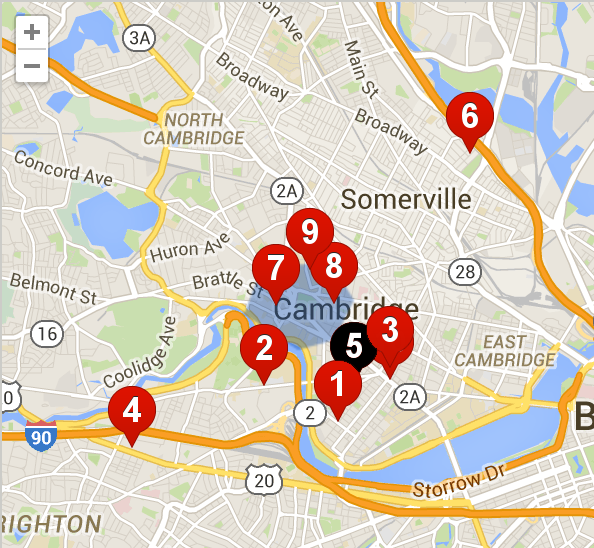 +
−
3A
on Ave
Main St
Broadway
6
NORTH
CAMBRIDGE
Broadway
Concord Ave
2A
Somerville
9
Huron Ave
7
8
28
Brattle St
Belmont St
Cambridge
16
3
5
EAST
CAMBRIDGE
2
Coolidge Ave
1
0
2A
4
2
B
90
20
Storrow Dr
RIGHTON